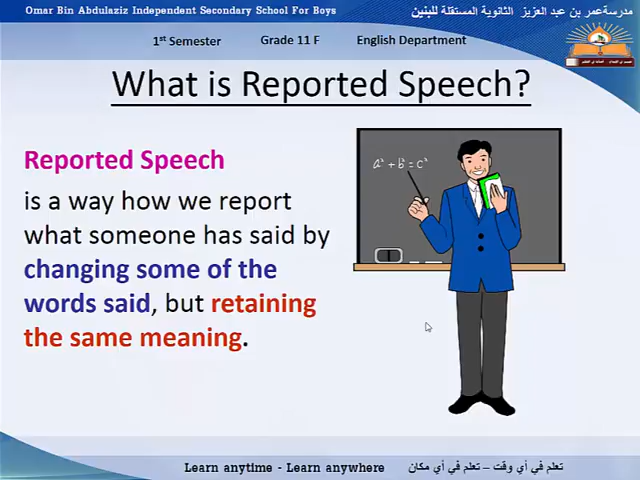 Omar Bin Abdulaziz Independent Secondary School For Boys
مدرسة عمر بن عبد العزيز الثانوية المستقلة للبنين
1st Semester
Grade 11 F
English Department
What is Reported Speech?
Reported Speech
is a way how we report
what someone has said by
changing some of the
words said, but retaining
the same meaning.
a² + b² = c²
Learn anytime - Learn anywhere
تعلم في أي وقت – تعلم في أي مكان